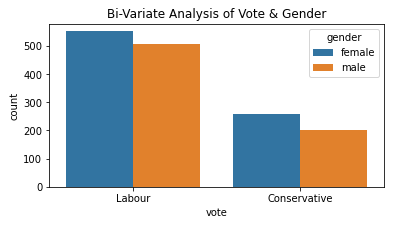 Bi-Variate Analysis of Vote & Gender
gender
female
male
500
400
300
200
100
0
count
Labour
Conservative
vote